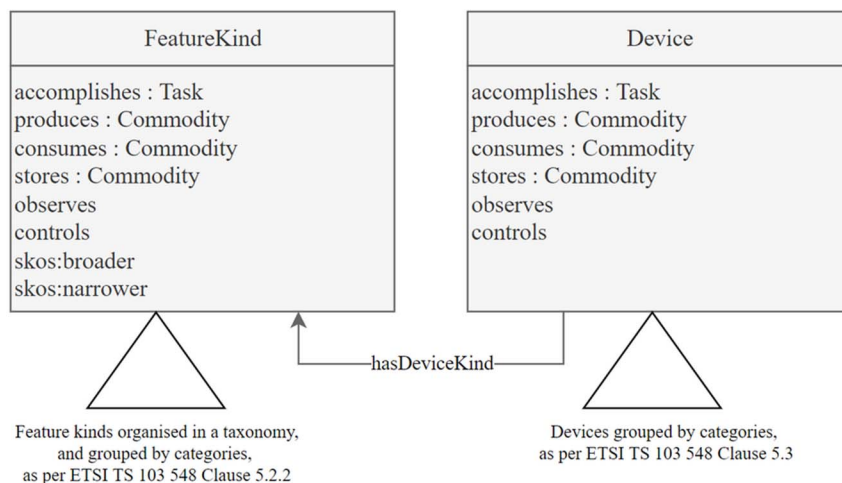 FeatureKind
accomplishes : Task
produces : Commodity
consumes : Commodity
stores : Commodity
observes
controls
skos:broader
skos:narrower
Device
accomplishes : Task
produces : Commodity
consumes : Commodity
stores : Commodity
observes
controls
hasDeviceKind
Feature kinds organised in a taxonomy,
and grouped by categories,
as per ETSI TS 103 548 Clause 5.2.2
Devices grouped by categories,
as per ETSI TS 103 548 Clause 5.3